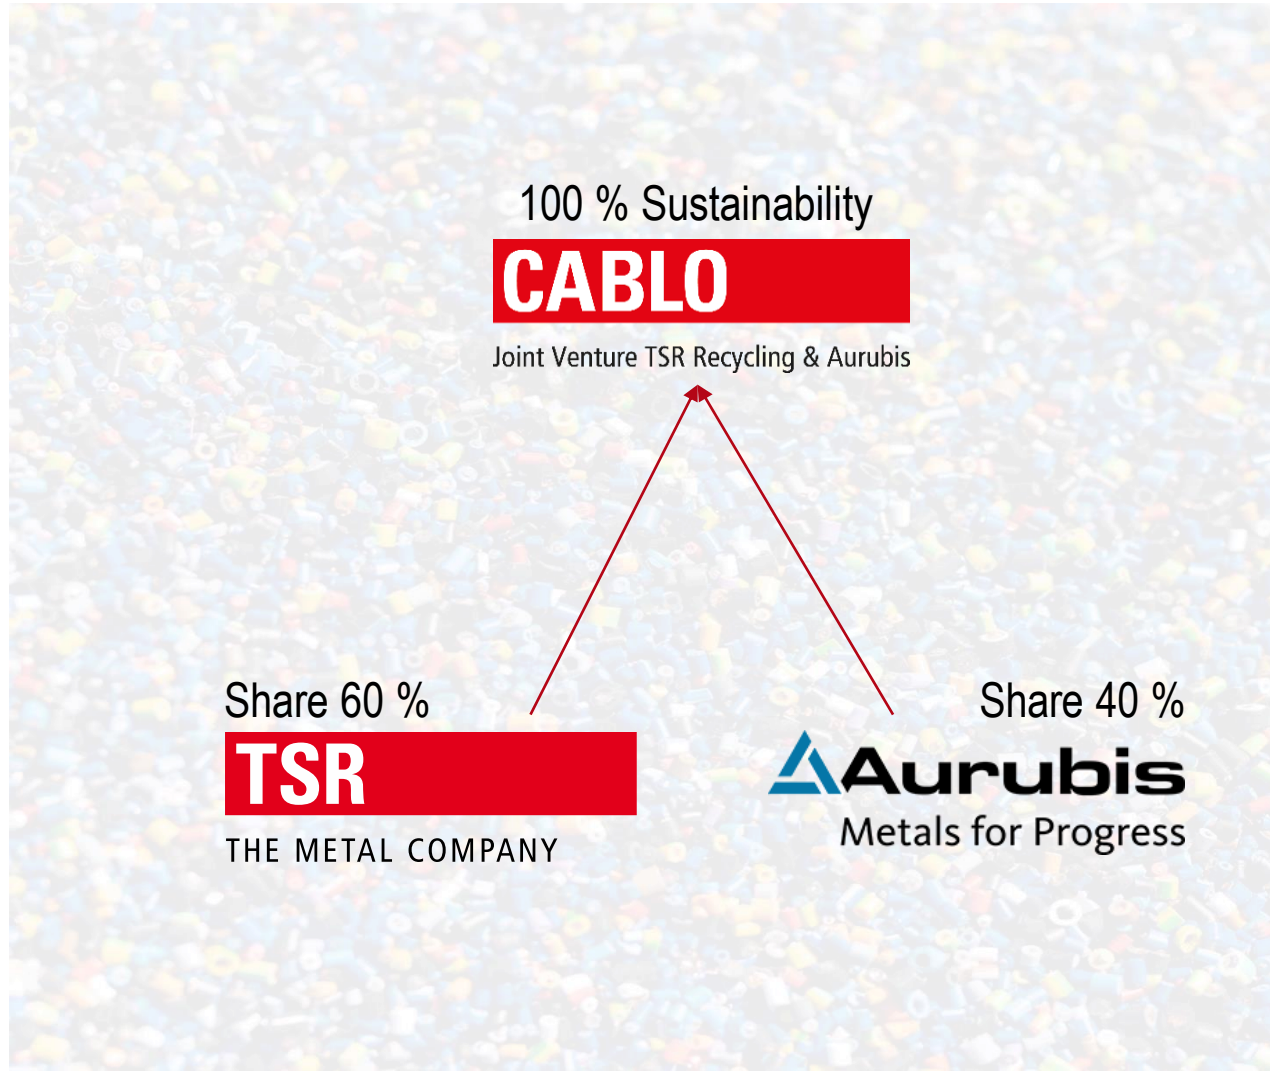 100 % Sustainability
CABLO
Joint Venture TSR Recycling & Aurubis
Share 60 %
TSR
THE METAL COMPANY
Share 40 %
Aurubis
Metals for Progress